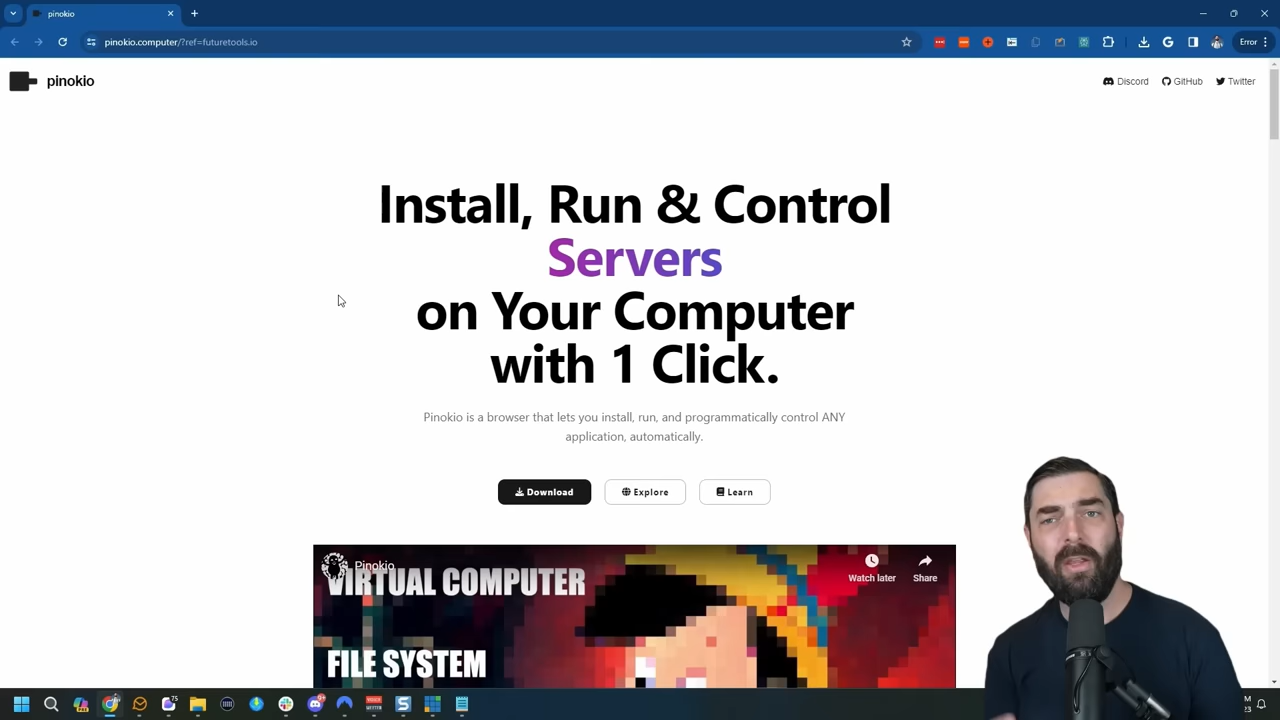 pinokio
pinokio.computer/?ref=futuretools.io
Error
pinokio
Discord
GitHub
Twitter
Install, Run & Control
Servers
on Your Computer
with 1 Click.
Pinokio is a browser that lets you install, run, and programmatically control ANY
application, automatically.
Download
Explore
Learn
Pinokio
Watch later
Share
VIRTUAL COMPUTER
FILE SYSTEM
75